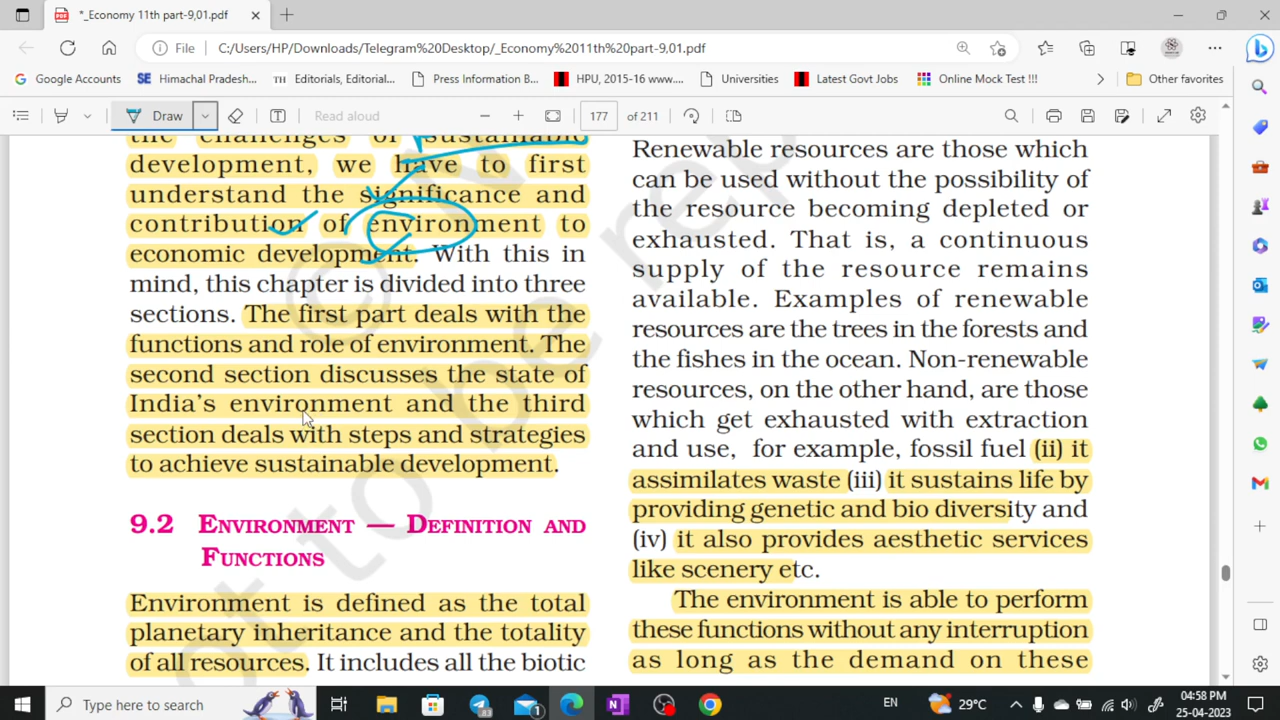 *_Economy 11th part-9,01.pdf
File
C:/Users/HP/Downloads/Telegram%20Desktop/_Economy%2011th%20part-9,01.pdf
Google Accounts
SE Himachal Pradesh...
TH Editorials, Editorial...
Press Information B...
HPU, 2015-16 www....
Universities
Latest Govt Jobs
Online Mock Test !!!
Other favorites
Draw
Read aloud
177 of 211
the challenges of sustainable
development, we have to first
understand the significance and
contribution of environment to
economic development. With this in
mind, this chapter is divided into three
sections. The first part deals with the
functions and role of environment. The
second section discusses the state of
India's environment and the third
section deals with steps and strategies
to achieve sustainable development.
9.2 ENVIRONMENT — DEFINITION AND
FUNCTIONS
Environment is defined as the total
planetary inheritance and the totality
of all resources. It includes all the biotic
Renewable resources are those which
can be used without the possibility of
the resource becoming depleted or
exhausted. That is, a continuous
supply of the resource remains
available. Examples of renewable
resources are the trees in the forests and
the fishes in the ocean. Non-renewable
resources, on the other hand, are those
which get exhausted with extraction
and use, for example, fossil fuel (ii) it
assimilates waste (iii) it sustains life by
providing genetic and bio diversity and
(iv) it also provides aesthetic services
like scenery etc.
The environment is able to perform
these functions without any interruption
as long as the demand on these
not to be rep
Type here to search
29°C
EN
04:58 PM
25-04-2023